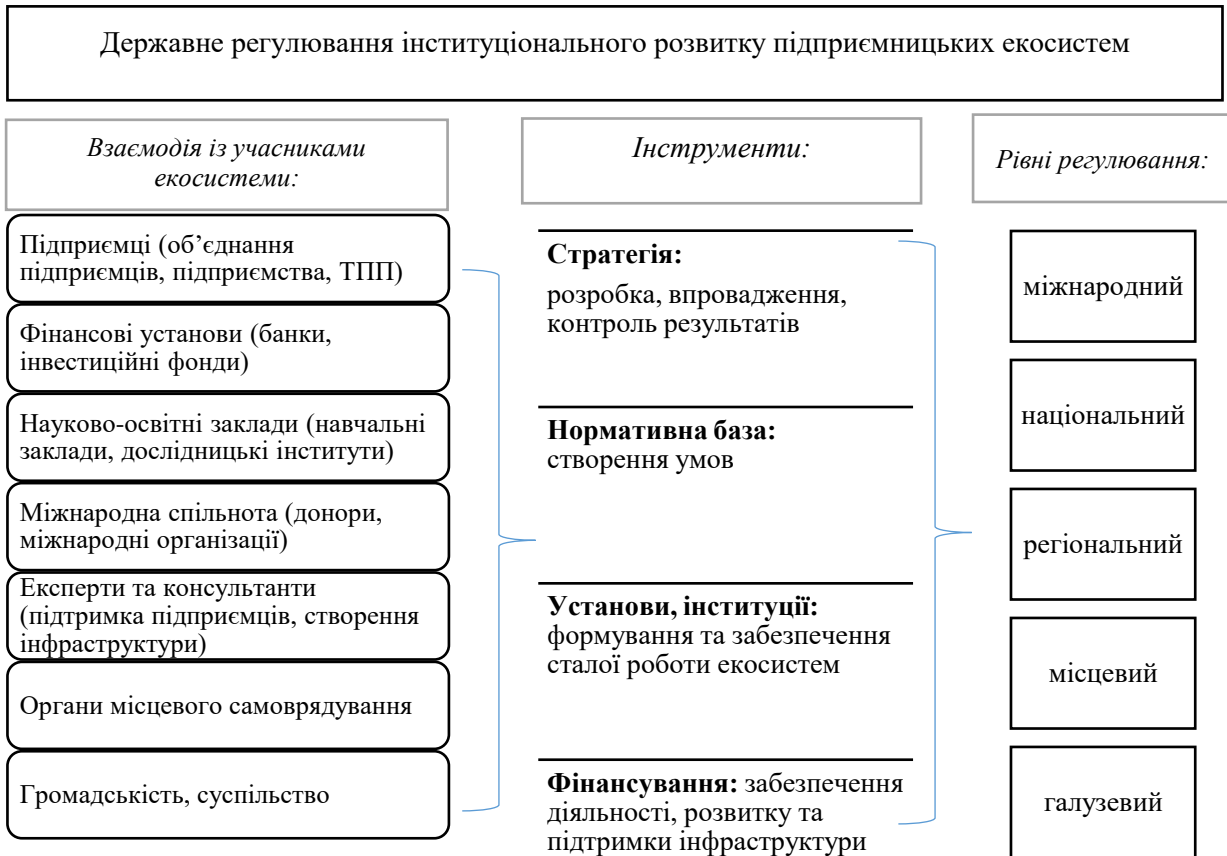 Державне регулювання інституціонального розвитку підприємницьких екосистем
Взаємодія із учасниками
екосистеми:
Підприємці (об’єднання
підприємців, підприємства, ТПП)
Фінансові установи (банки,
інвестиційні фонди)
Науково-освітні заклади (навчальні
заклади, дослідницькі інститути)
Міжнародна спільнота (донори,
міжнародні організації)
Експерти та консультанти
(підтримка підприємців, створення
інфраструктури)
Органи місцевого самоврядування
Громадськість, суспільство
Інструменти:
Стратегія:
розробка, впровадження,
контроль результатів
Нормативна база:
створення умов
Установи, інституції:
формування та забезпечення
сталої роботи екосистем
Фінансування: забезпечення
діяльності, розвитку та
підтримки інфраструктури
Рівні регулювання:
міжнародний
національний
регіональний
місцевий
галузевий